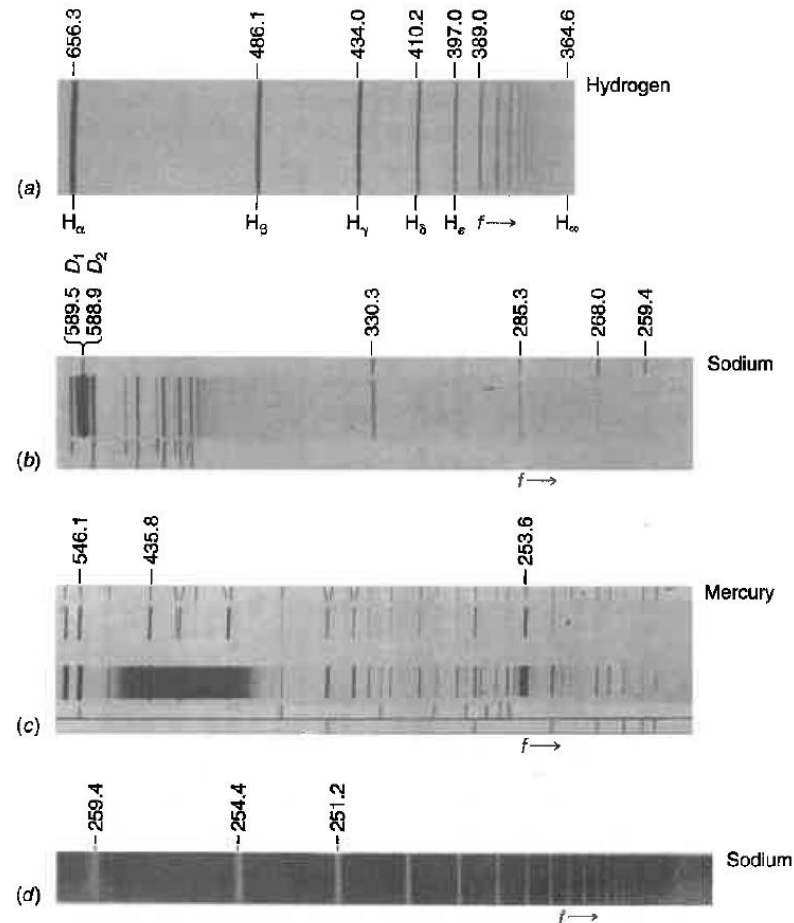 656.3 486.1 434.0 410.2 397.0 389.0 364.6
Hydrogen
(a)
Hα Hβ Hγ Hδ Hε f → H∞
D₁ D₂
589.5 588.9 330.3 285.3 268.0 259.4
Sodium
(b)
f →
546.1 435.8 253.6
Mercury
(c)
f →
259.4 254.4 251.2
Sodium
(d)
f →